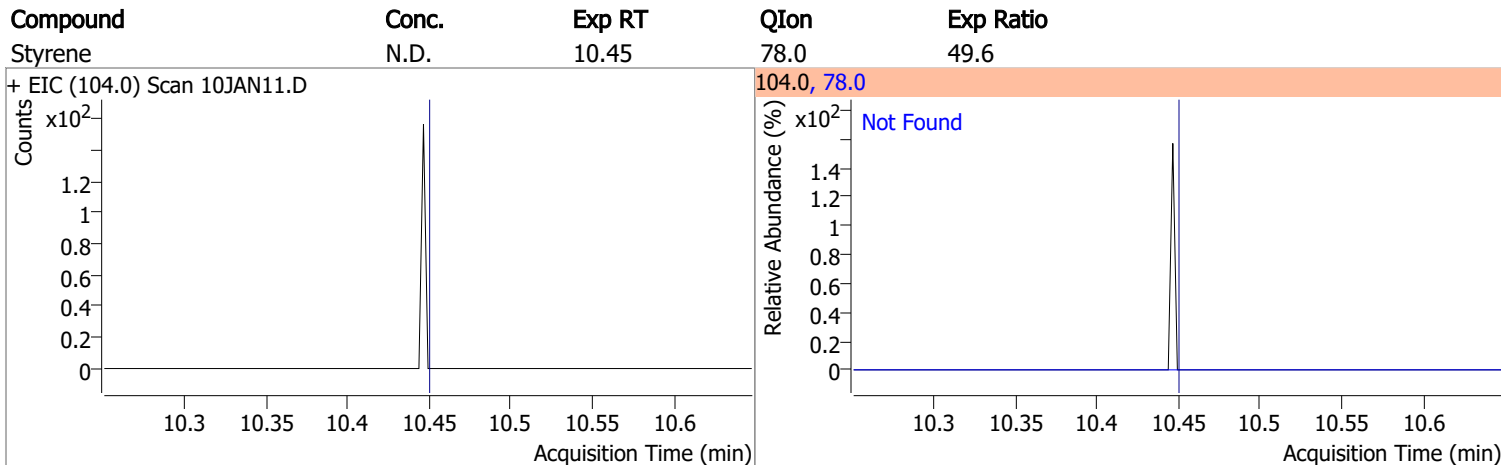 Compound Conc. Exp RT QIon Exp Ratio
Styrene N.D. 10.45 78.0 49.6
+ EIC (104.0) Scan 10JAN11.D
Counts
x10²
1.2
1
0.8
0.6
0.4
0.2
0
10.3 10.35 10.4 10.45 10.5 10.55 10.6
Acquisition Time (min)
104.0, 78.0
Relative Abundance (%)
x10²
Not Found
1.4
1.2
1
0.8
0.6
0.4
0.2
0
10.3 10.35 10.4 10.45 10.5 10.55 10.6
Acquisition Time (min)